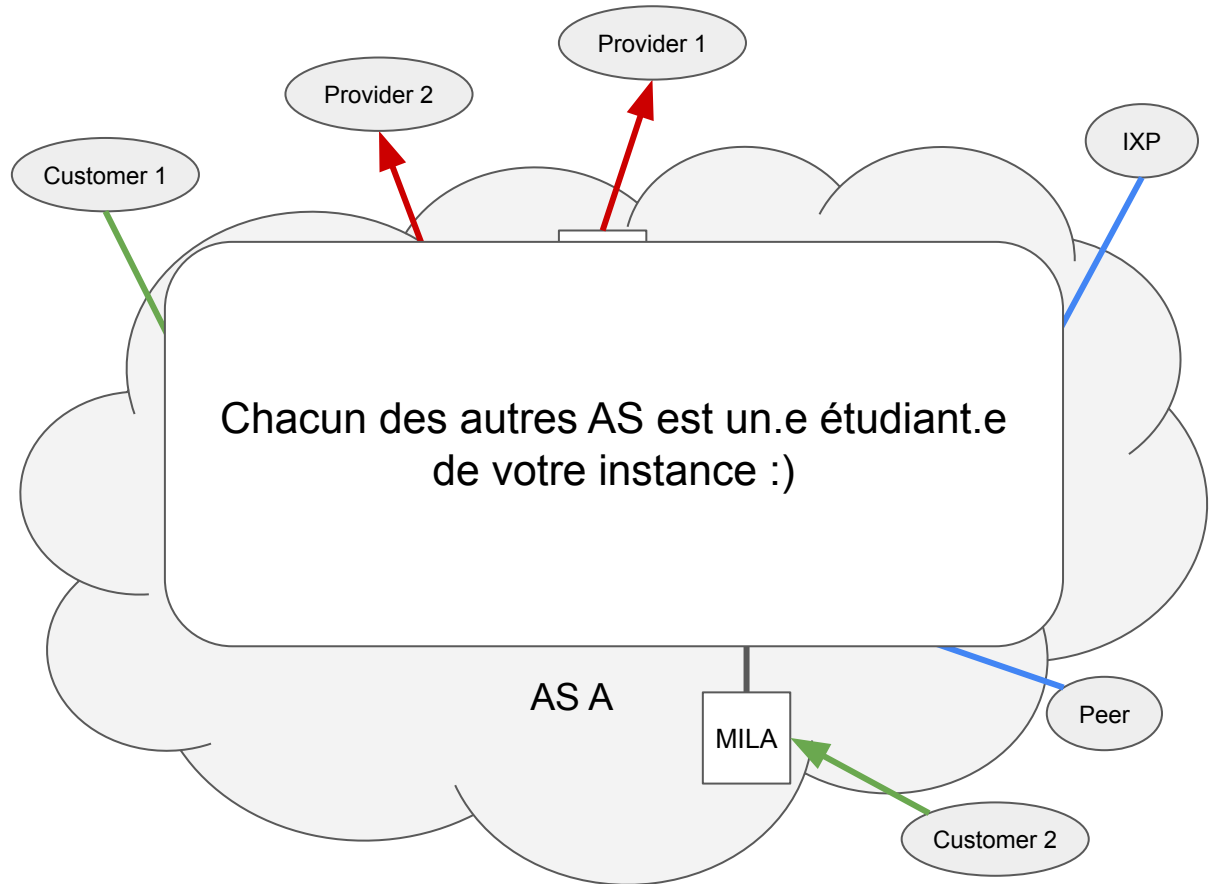 Provider 1
Provider 2
IXP
Customer 1
Chacun des autres AS est un.e étudiant.e
de votre instance :)
AS A
MILA
Peer
Customer 2